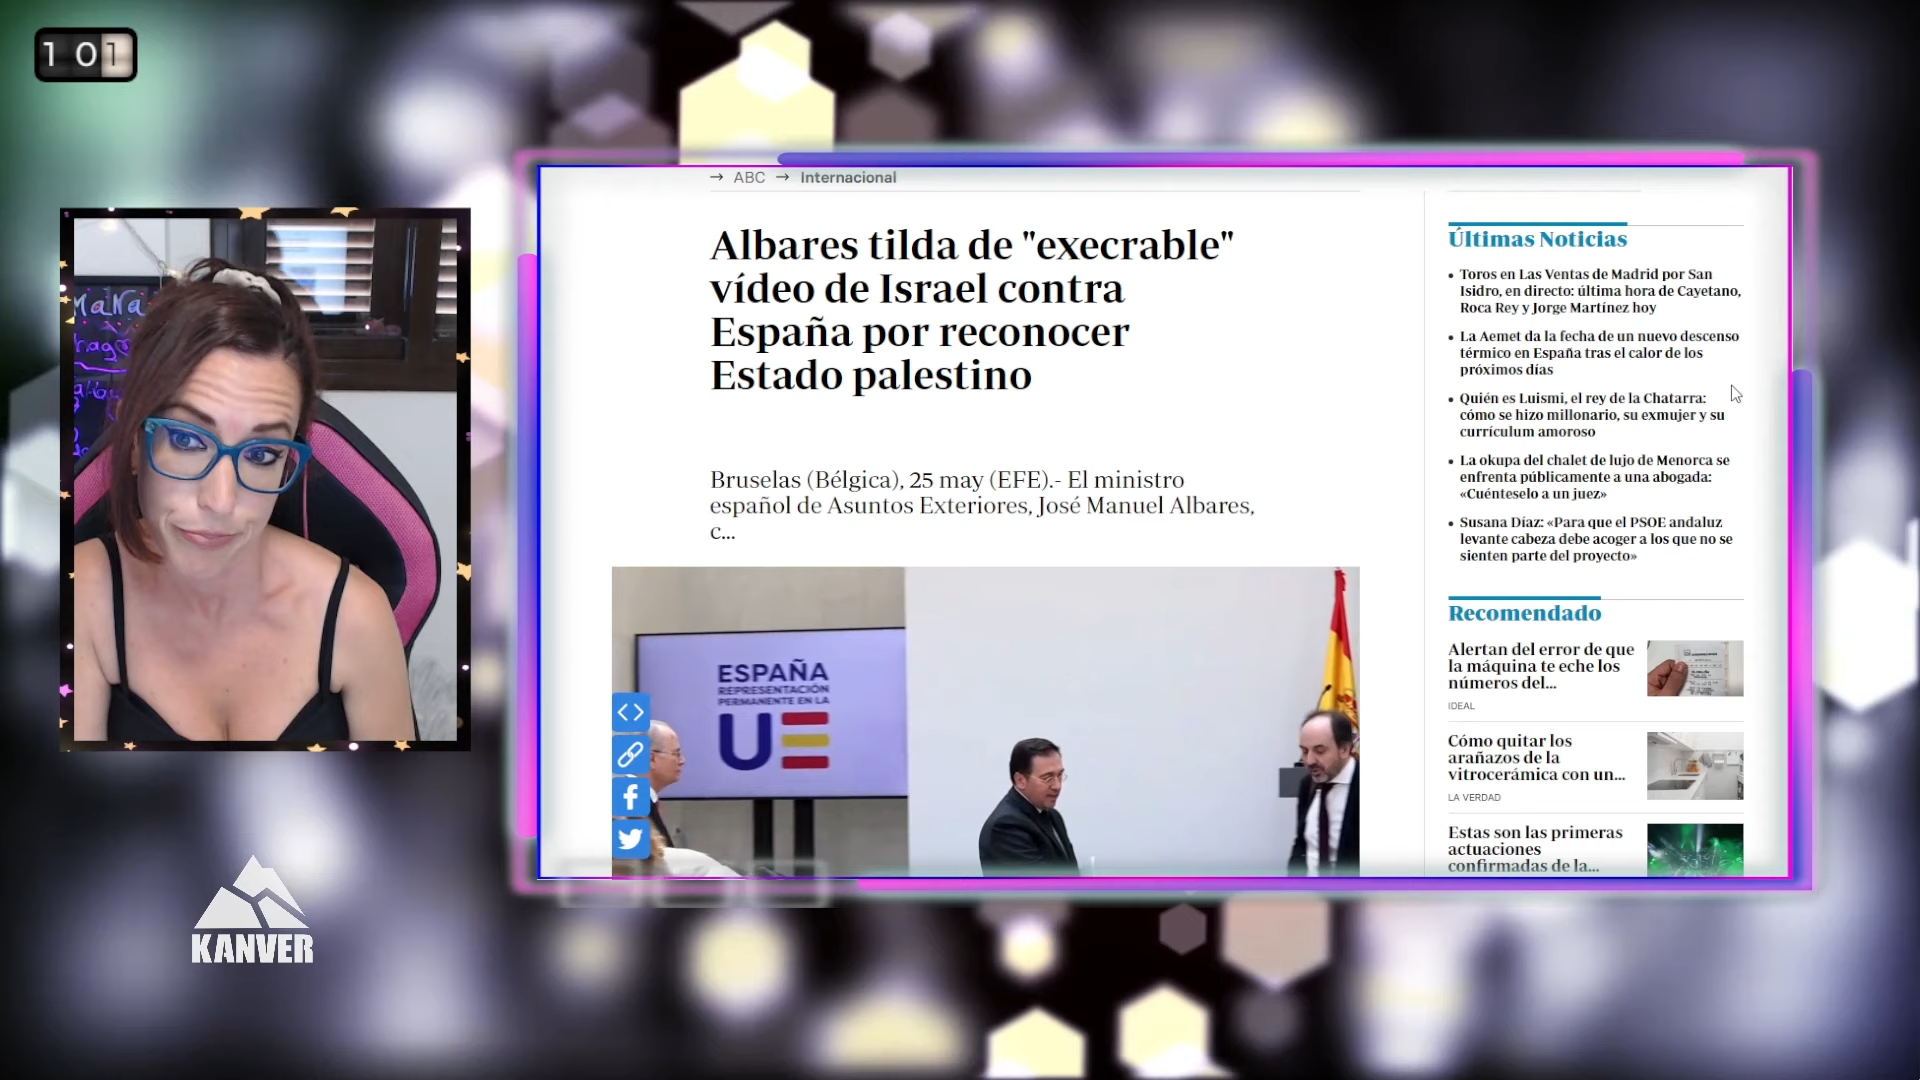 101
→ ABC → Internacional
Albares tilda de "execrable"
vídeo de Israel contra
España por reconocer
Estado palestino
Bruselas (Bélgica), 25 may (EFE).- El ministro
español de Asuntos Exteriores, José Manuel Albares,
c...
ESPAÑA
REPRESENTACIÓN
PERMANENTE EN LA
UE
Últimas Noticias
Toros en Las Ventas de Madrid por San
Isidro, en directo: última hora de Cayetano,
Roca Rey y Jorge Martínez hoy
La Aemet da la fecha de un nuevo descenso
térmico en España tras el calor de los
próximos días
Quién es Luismi, el rey de la Chatarra:
cómo se hizo millonario, su exmujer y su
currículum amoroso
La okupa del chalet de lujo de Menorca se
enfrenta públicamente a una abogada:
«Cuénteselo a un juez»
Susana Díaz: «Para que el PSOE andaluz
levante cabeza debe acoger a los que no se
sienten parte del proyecto»
Recomendado
Alertan del error de que
la máquina te eche los
números del...
IDEAL
Cómo quitar los
arañazos de la
vitrocerámica con un...
LA VERDAD
Estas son las primeras
actuaciones
confirmadas de la...
KANVER